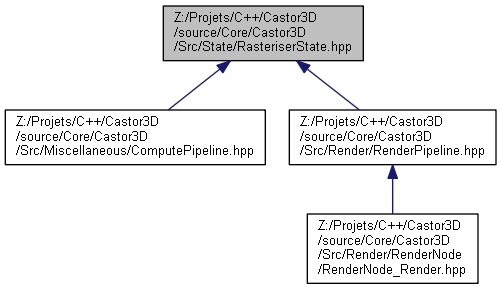 Z:/Projets/C++/Castor3D
/source/Core/Castor3D
/Src/State/RasteriserState.hpp
Z:/Projets/C++/Castor3D
/source/Core/Castor3D
/Src/Miscellaneous/ComputePipeline.hpp
Z:/Projets/C++/Castor3D
/source/Core/Castor3D
/Src/Render/RenderPipeline.hpp
Z:/Projets/C++/Castor3D
/source/Core/Castor3D
/Src/Render/RenderNode
/RenderNode_Render.hpp